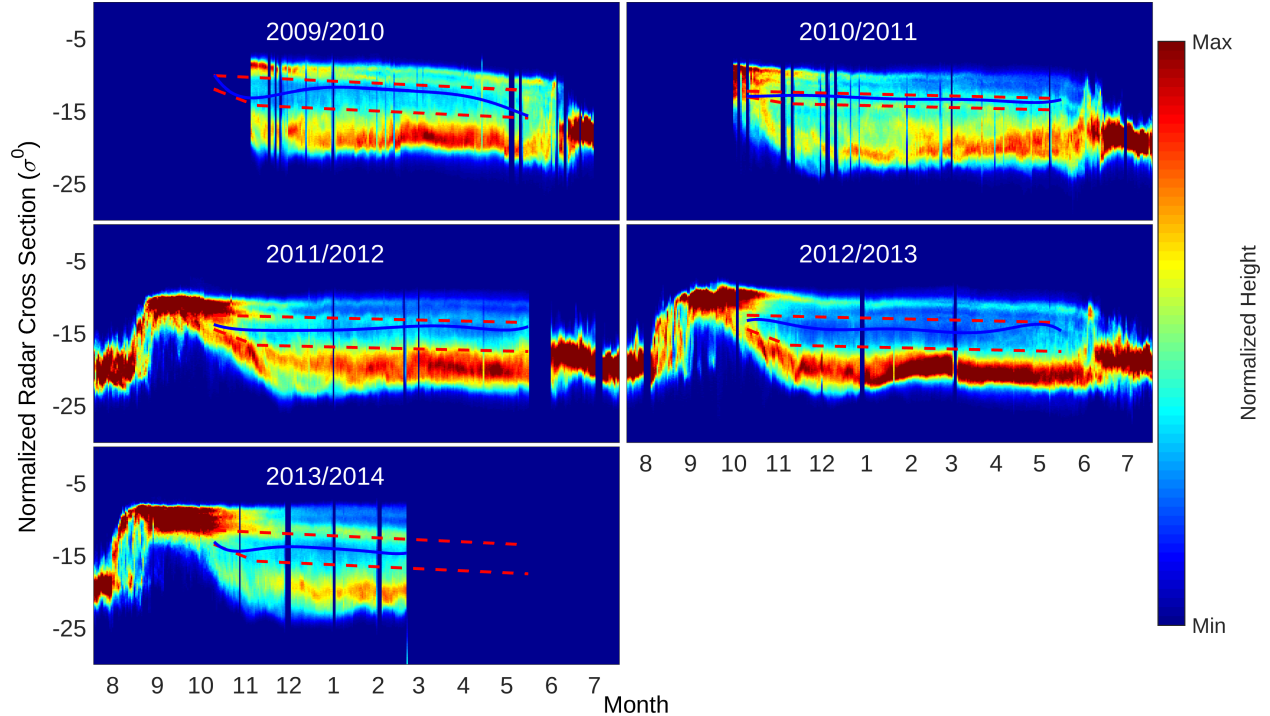 2009/2010
2010/2011
-5
-15
-25
Max
2011/2012
2012/2013
-5
-15
-25
Normalized Radar Cross Section (σ⁰)
Normalized Height
8 9 10 11 12 1 2 3 4 5 6 7
2013/2014
-5
-15
-25
Min
8 9 10 11 12 1 2 3 4 5 6 7
Month